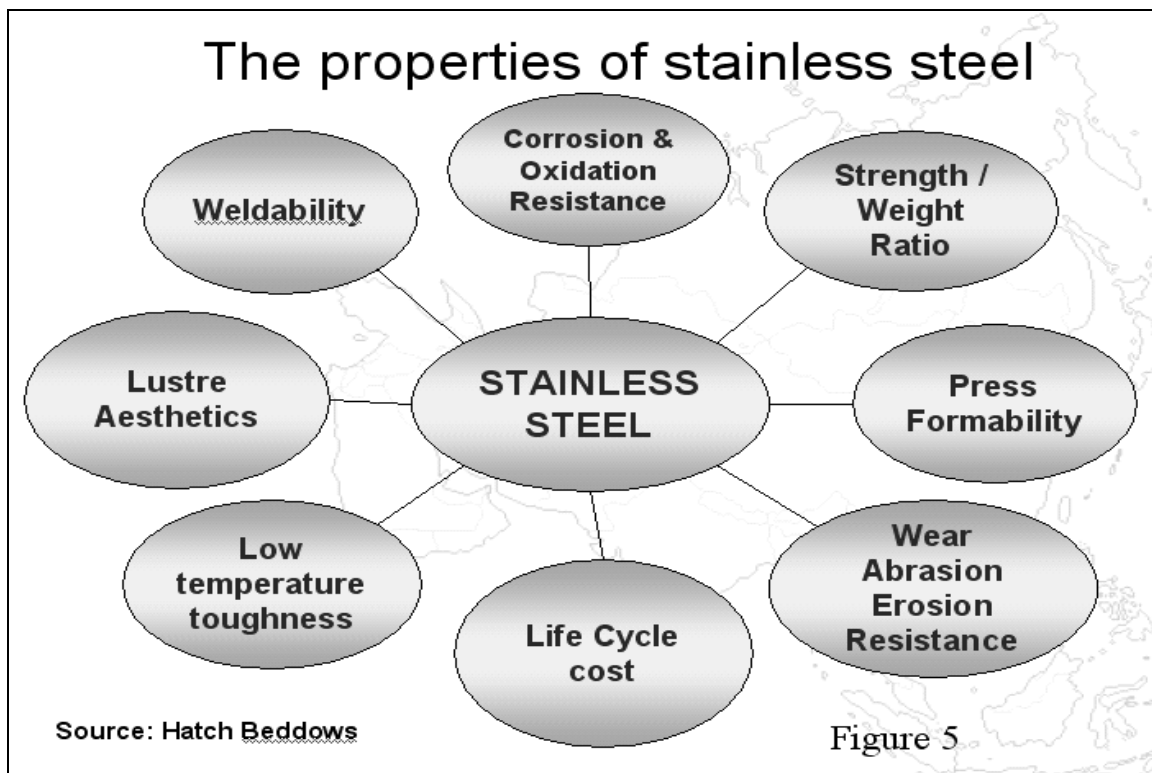 The properties of stainless steel
Corrosion &
Oxidation
Resistance
Strength /
Weight
Ratio
Weldability
STAINLESS
STEEL
Lustre
Aesthetics
Press
Formability
Low
temperature
toughness
Life Cycle
cost
Wear
Abrasion
Erosion
Resistance
Source: Hatch Beddows
Figure 5